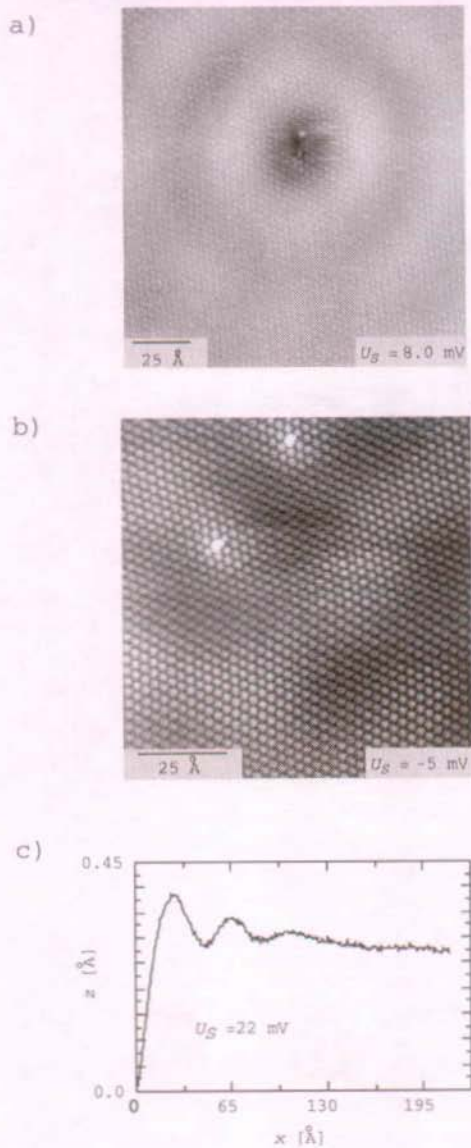 a)
25 Å
U_S = 8.0 mV
b)
25 Å
U_S = -5 mV
c)
0.45
z [Å]
U_S =22 mV
0.0
0
65
130
195
x [Å]